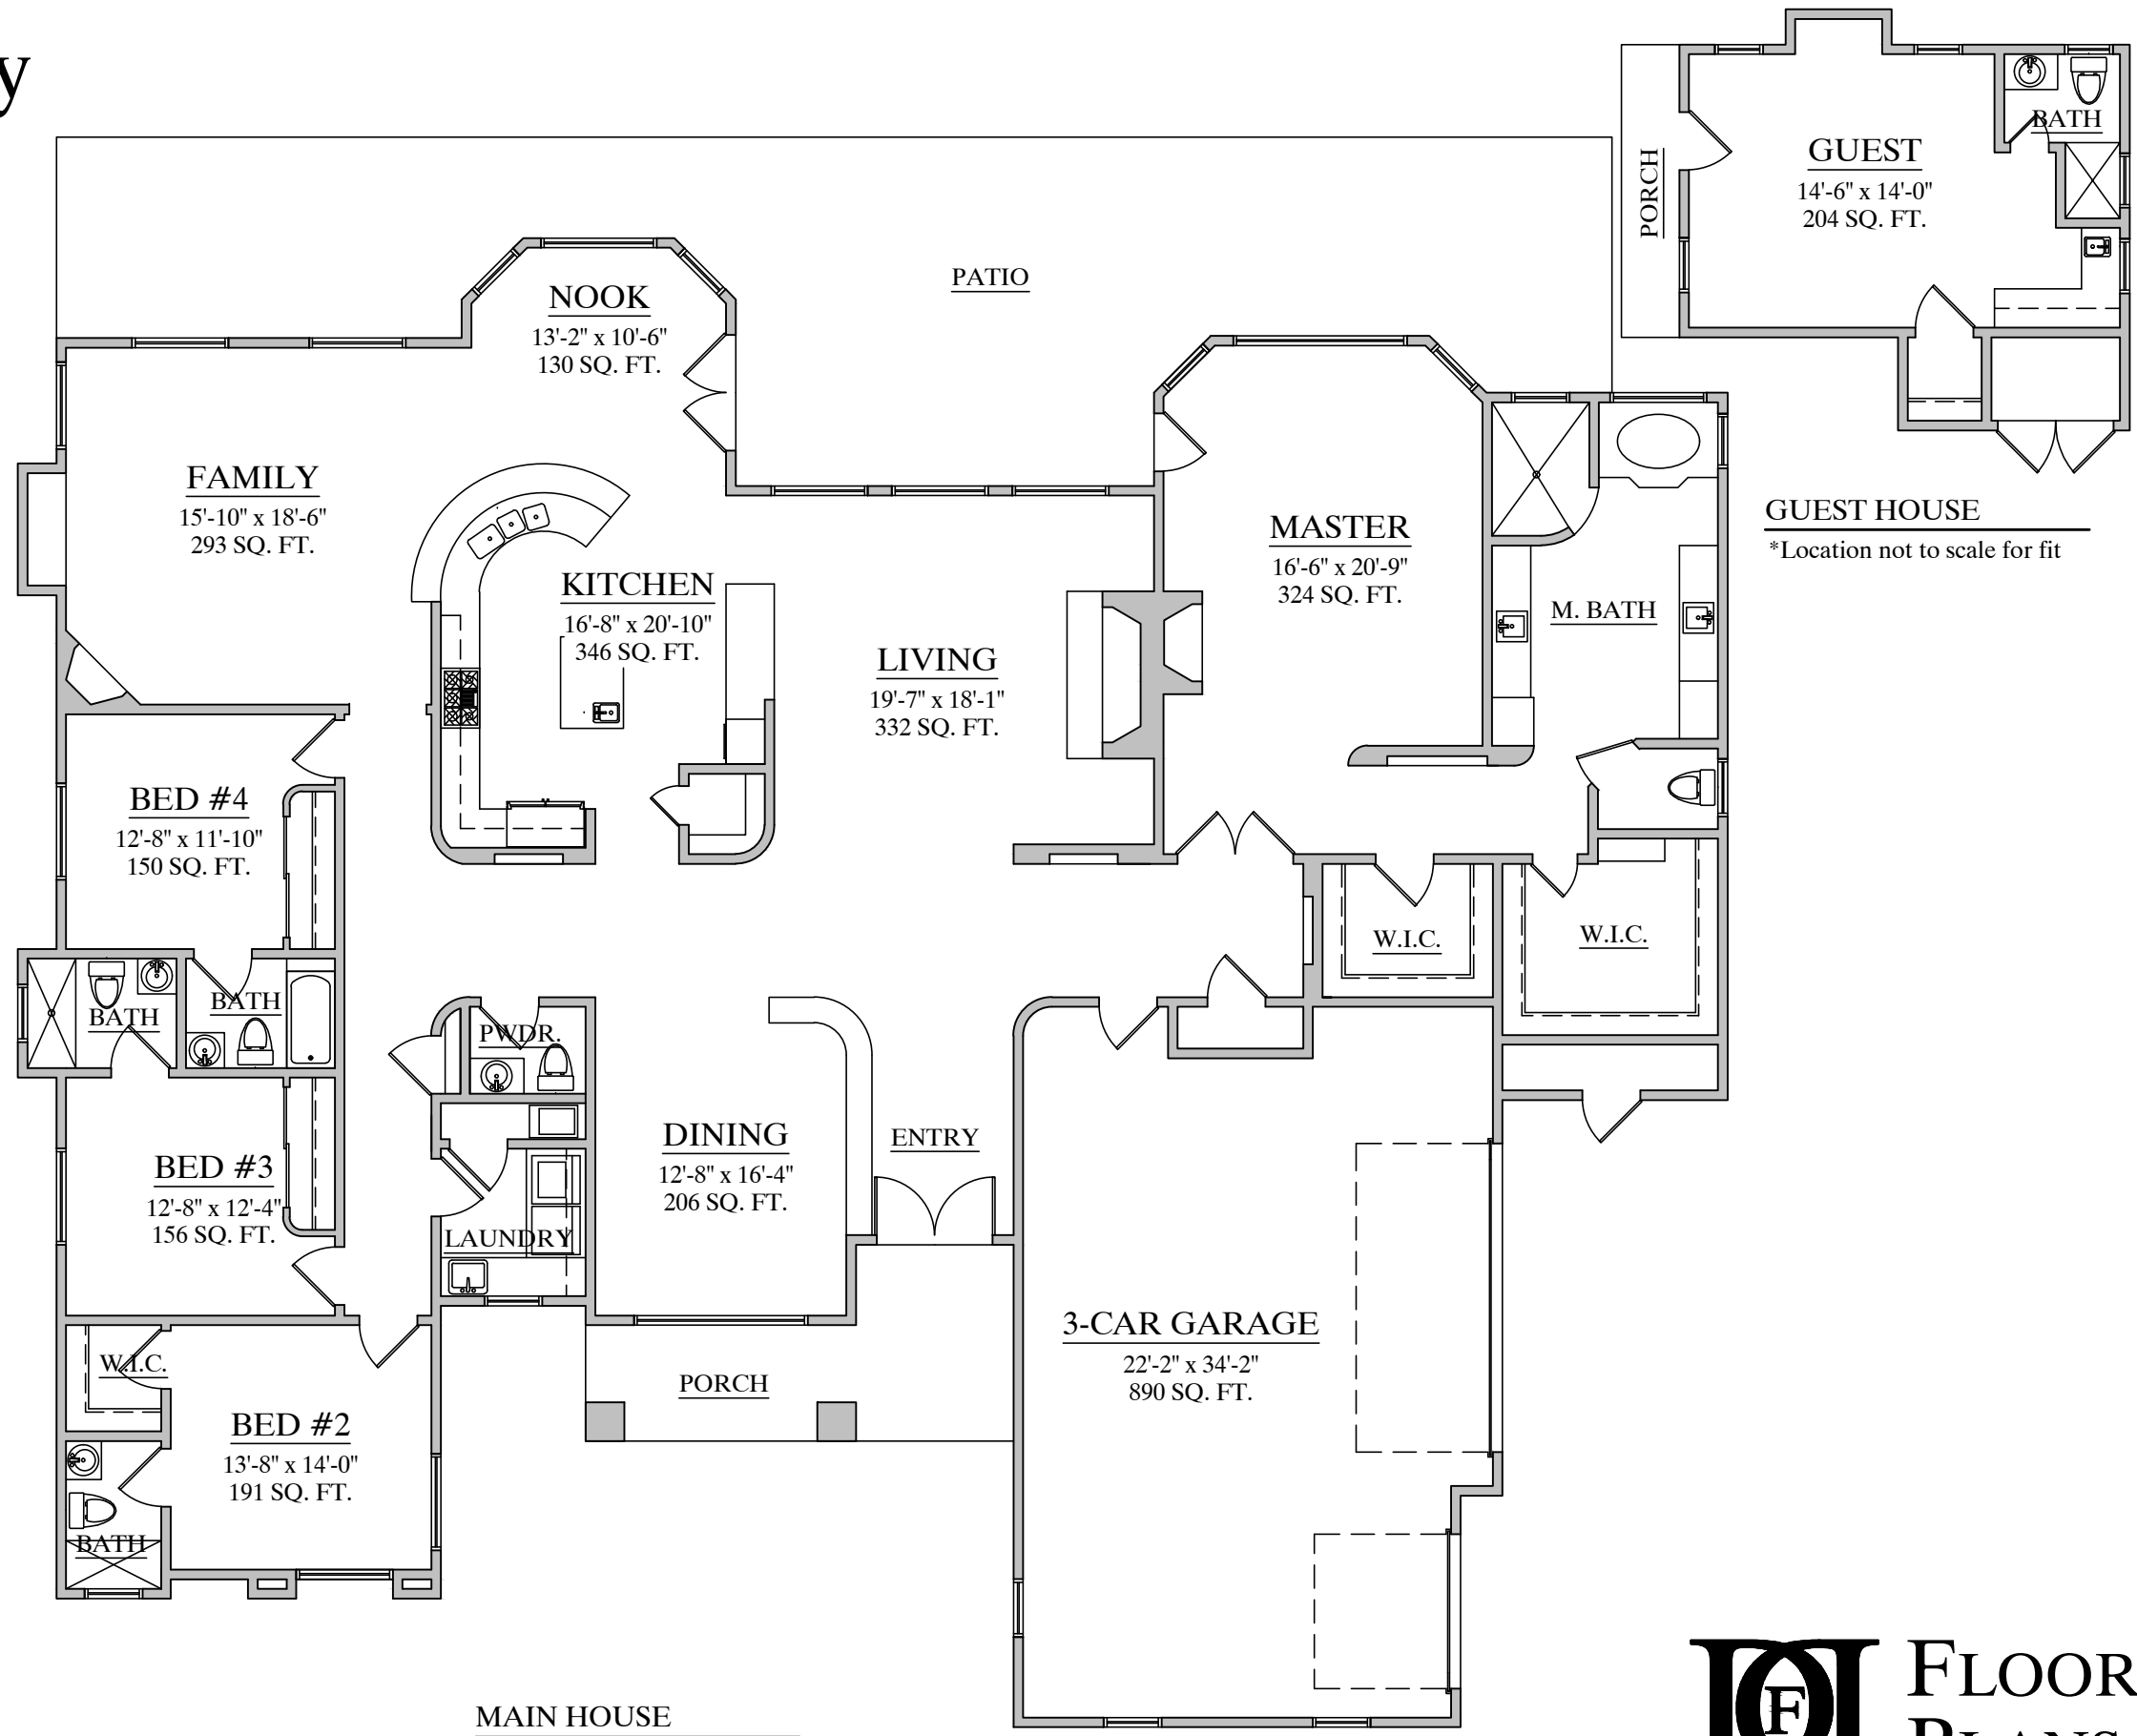 y
BATH
GUEST
14'-6" x 14'-0"
204 SQ. FT.
PORCH
NOOK
13'-2" x 10'-6"
130 SQ. FT.
PATIO
FAMILY
15'-10" x 18'-6"
293 SQ. FT.
MASTER
16'-6" x 20'-9"
324 SQ. FT.
GUEST HOUSE
*Location not to scale for fit
KITCHEN
16'-8" x 20'-10"
346 SQ. FT.
M. BATH
LIVING
19'-7" x 18'-1"
332 SQ. FT.
BED #4
12'-8" x 11'-10"
150 SQ. FT.
W.I.C.
W.I.C.
BATH
BATH
PWDR.
DINING
12'-8" x 16'-4"
206 SQ. FT.
ENTRY
BED #3
12'-8" x 12'-4"
156 SQ. FT.
LAUNDRY
3-CAR GARAGE
22'-2" x 34'-2"
890 SQ. FT.
W.I.C.
PORCH
BED #2
13'-8" x 14'-0"
191 SQ. FT.
BATH
MAIN HOUSE
F
FLOOR
PLANS